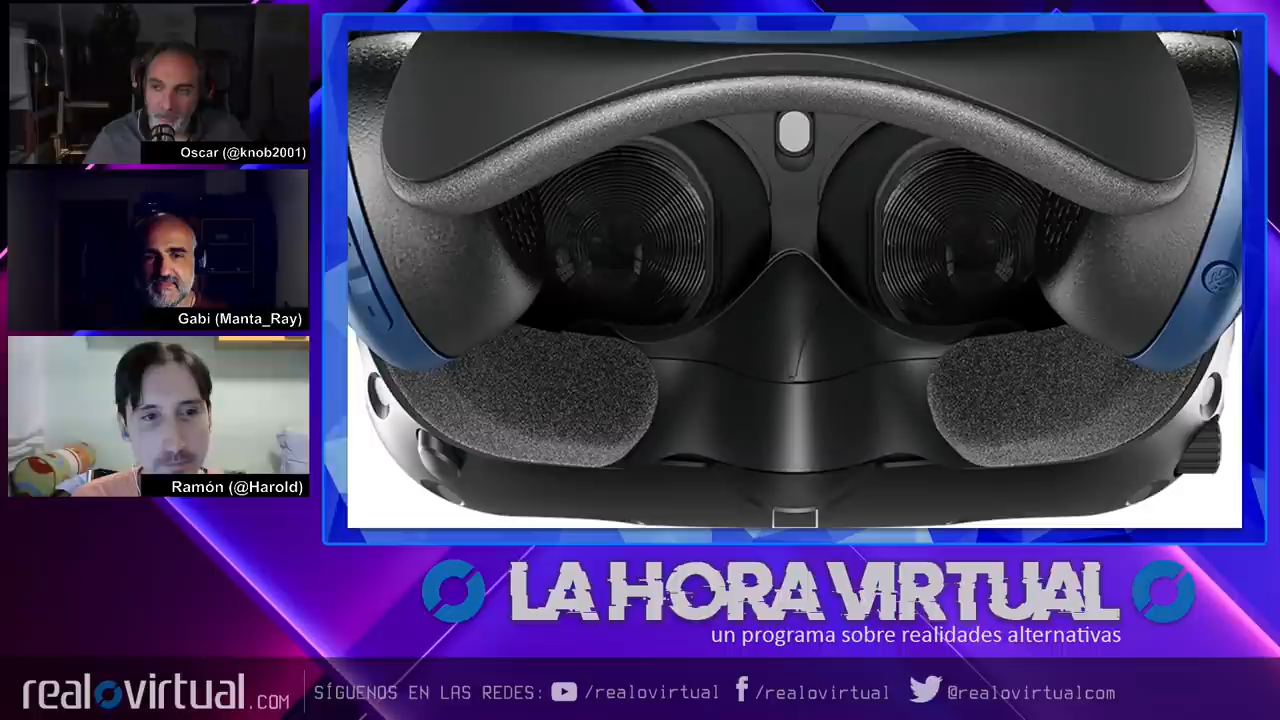 Oscar (@knob2001)
Gabi (Manta_Ray)
Ramón (@Harold)
LA HORA VIRTUAL
un programa sobre realidades alternativas
realovirtual.com
SÍGUENOS EN LAS REDES: /realovirtual /realovirtual @realovirtualcom